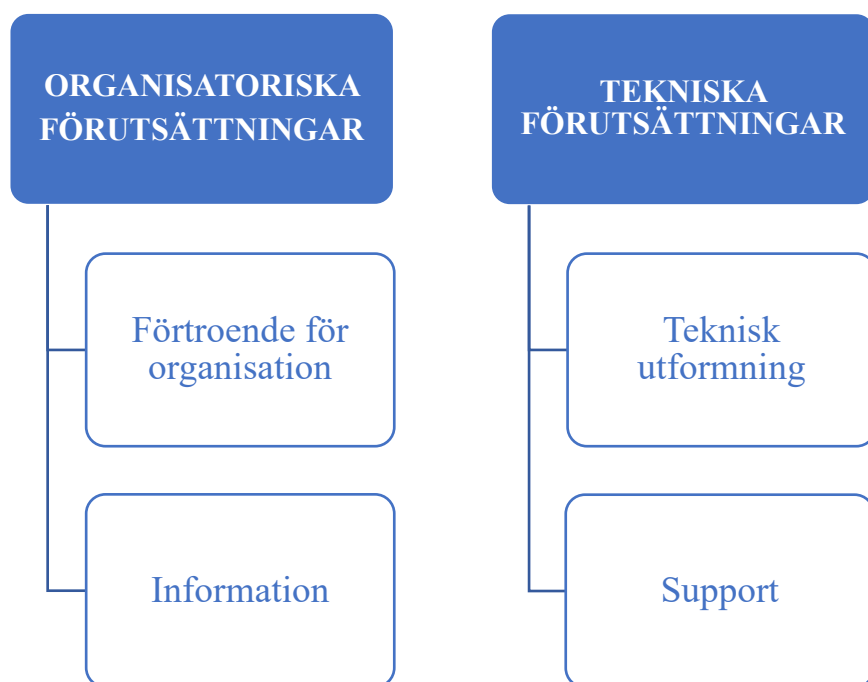 ORGANISATORISKA
FÖRUTSÄTTNINGAR
Förtroende för
organisation
Information
TEKNISKA
FÖRUTSÄTTNINGAR
Teknisk
utformning
Support